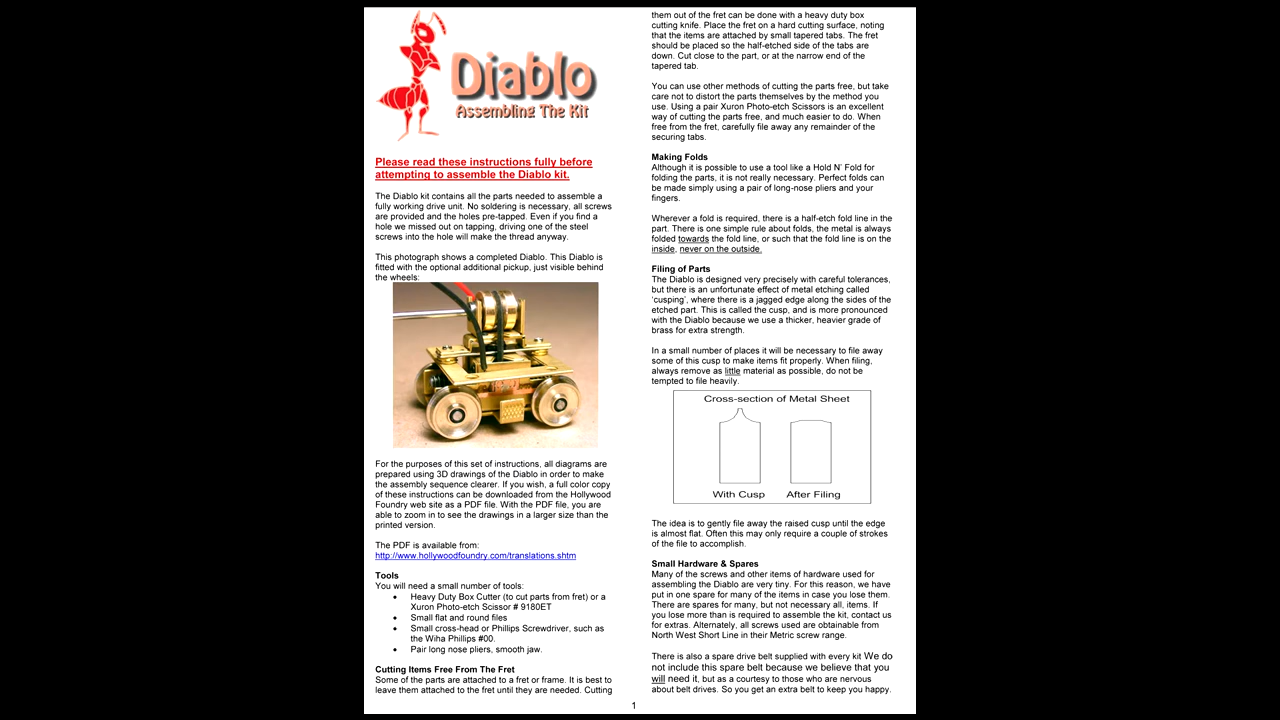 Diablo
Assembling The Kit
Please read these instructions fully before
attempting to assemble the Diablo kit.
The Diablo kit contains all the parts needed to assemble a
fully working drive unit. No soldering is necessary, all screws
are provided and the holes pre-tapped. Even if you find a
hole we missed out on tapping, driving one of the steel
screws into the hole will make the thread anyway.
This photograph shows a completed Diablo. This Diablo is
fitted with the optional additional pickup, just visible behind
the wheels:
For the purposes of this set of instructions, all diagrams are
prepared using 3D drawings of the Diablo in order to make
the assembly sequence clearer. If you wish, a full color copy
of these instructions can be downloaded from the Hollywood
Foundry web site as a PDF file. With the PDF file, you are
able to zoom in to see the drawings in a larger size than the
printed version.
The PDF is available from:
http://www.hollywoodfoundry.com/translations.shtm
Tools
You will need a small number of tools:
• Heavy Duty Box Cutter (to cut parts from fret) or a
Xuron Photo-etch Scissor # 9180ET
• Small flat and round files
• Small cross-head or Phillips Screwdriver, such as
the Wiha Phillips #00.
• Pair long nose pliers, smooth jaw.
Cutting Items Free From The Fret
Some of the parts are attached to a fret or frame. It is best to
leave them attached to the fret until they are needed. Cutting
them out of the fret can be done with a heavy duty box
cutting knife. Place the fret on a hard cutting surface, noting
that the items are attached by small tapered tabs. The fret
should be placed so the half-etched side of the tabs are
down. Cut close to the part, or at the narrow end of the
tapered tab.
You can use other methods of cutting the parts free, but take
care not to distort the parts themselves by the method you
use. Using a pair Xuron Photo-etch Scissors is an excellent
way of cutting the parts free, and much easier to do. When
free from the fret, carefully file away any remainder of the
securing tabs.
Making Folds
Although it is possible to use a tool like a Hold N' Fold for
folding the parts, it is not really necessary. Perfect folds can
be made simply using a pair of long-nose pliers and your
fingers.
Wherever a fold is required, there is a half-etch fold line in the
part. There is one simple rule about folds, the metal is always
folded towards the fold line, or such that the fold line is on the
inside, never on the outside.
Filing of Parts
The Diablo is designed very precisely with careful tolerances,
but there is an unfortunate effect of metal etching called
‘cusping’, where there is a jagged edge along the sides of the
etched part. This is called the cusp, and is more pronounced
with the Diablo because we use a thicker, heavier grade of
brass for extra strength.
In a small number of places it will be necessary to file away
some of this cusp to make items fit properly. When filing,
always remove as little material as possible, do not be
tempted to file heavily.
Cross-section of Metal Sheet
With Cusp After Filing
The idea is to gently file away the raised cusp until the edge
is almost flat. Often this may only require a couple of strokes
of the file to accomplish.
Small Hardware & Spares
Many of the screws and other items of hardware used for
assembling the Diablo are very tiny. For this reason, we have
put in one spare for many of the items in case you lose them.
There are spares for many, but not necessary all, items. If
you lose more than is required to assemble the kit, contact us
for extras. Alternately, all screws used are obtainable from
North West Short Line in their Metric screw range.
There is also a spare drive belt supplied with every kit We do
not include this spare belt because we believe that you
will need it, but as a courtesy to those who are nervous
about belt drives. So you get an extra belt to keep you happy.
1